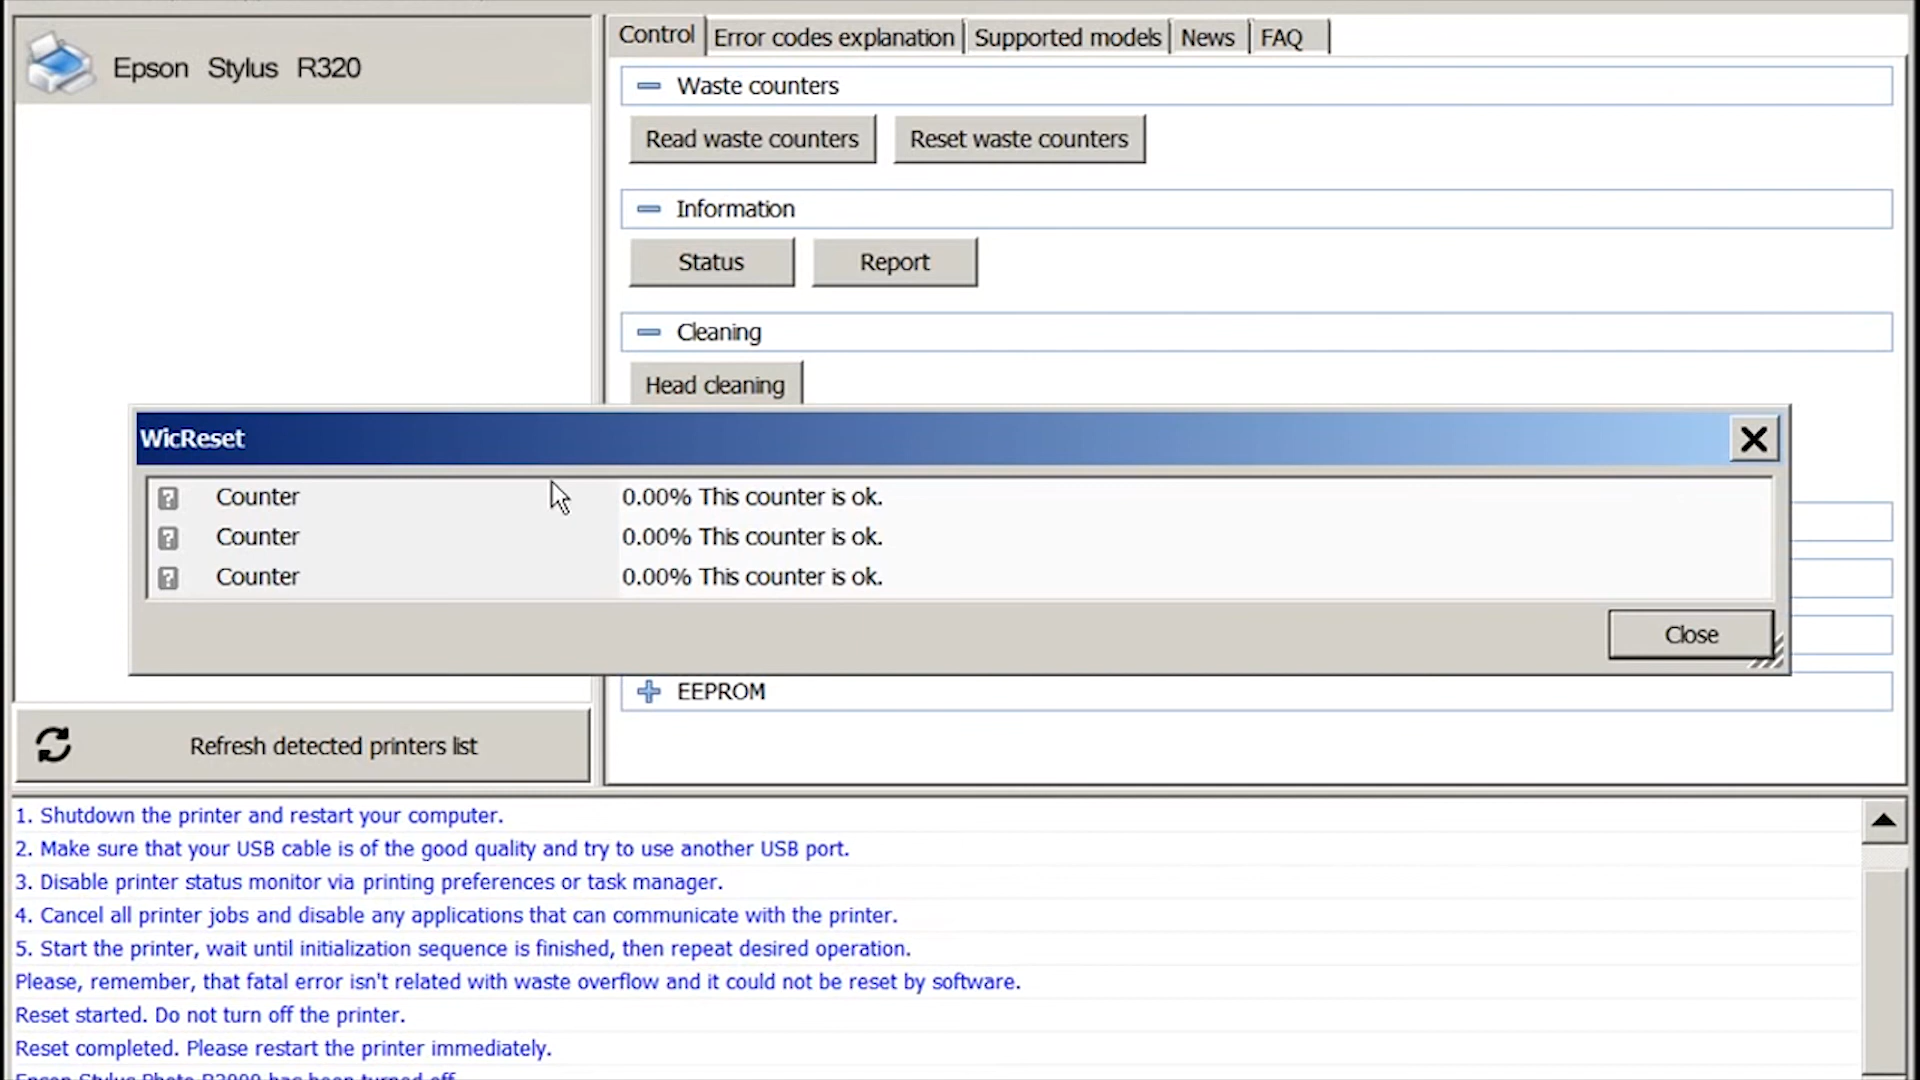 Epson Stylus R320
Control
Error codes explanation
Supported models
News
FAQ
Waste counters
Read waste counters
Reset waste counters
Information
Status
Report
Cleaning
Head cleaning
WicReset
Counter 0.00% This counter is ok.
Counter 0.00% This counter is ok.
Counter 0.00% This counter is ok.
Close
EEPROM
Refresh detected printers list
1. Shutdown the printer and restart your computer.
2. Make sure that your USB cable is of the good quality and try to use another USB port.
3. Disable printer status monitor via printing preferences or task manager.
4. Cancel all printer jobs and disable any applications that can communicate with the printer.
5. Start the printer, wait until initialization sequence is finished, then repeat desired operation.
Please, remember, that fatal error isn't related with waste overflow and it could not be reset by software.
Reset started. Do not turn off the printer.
Reset completed. Please restart the printer immediately.
Epson Stylus Photo has been turned off